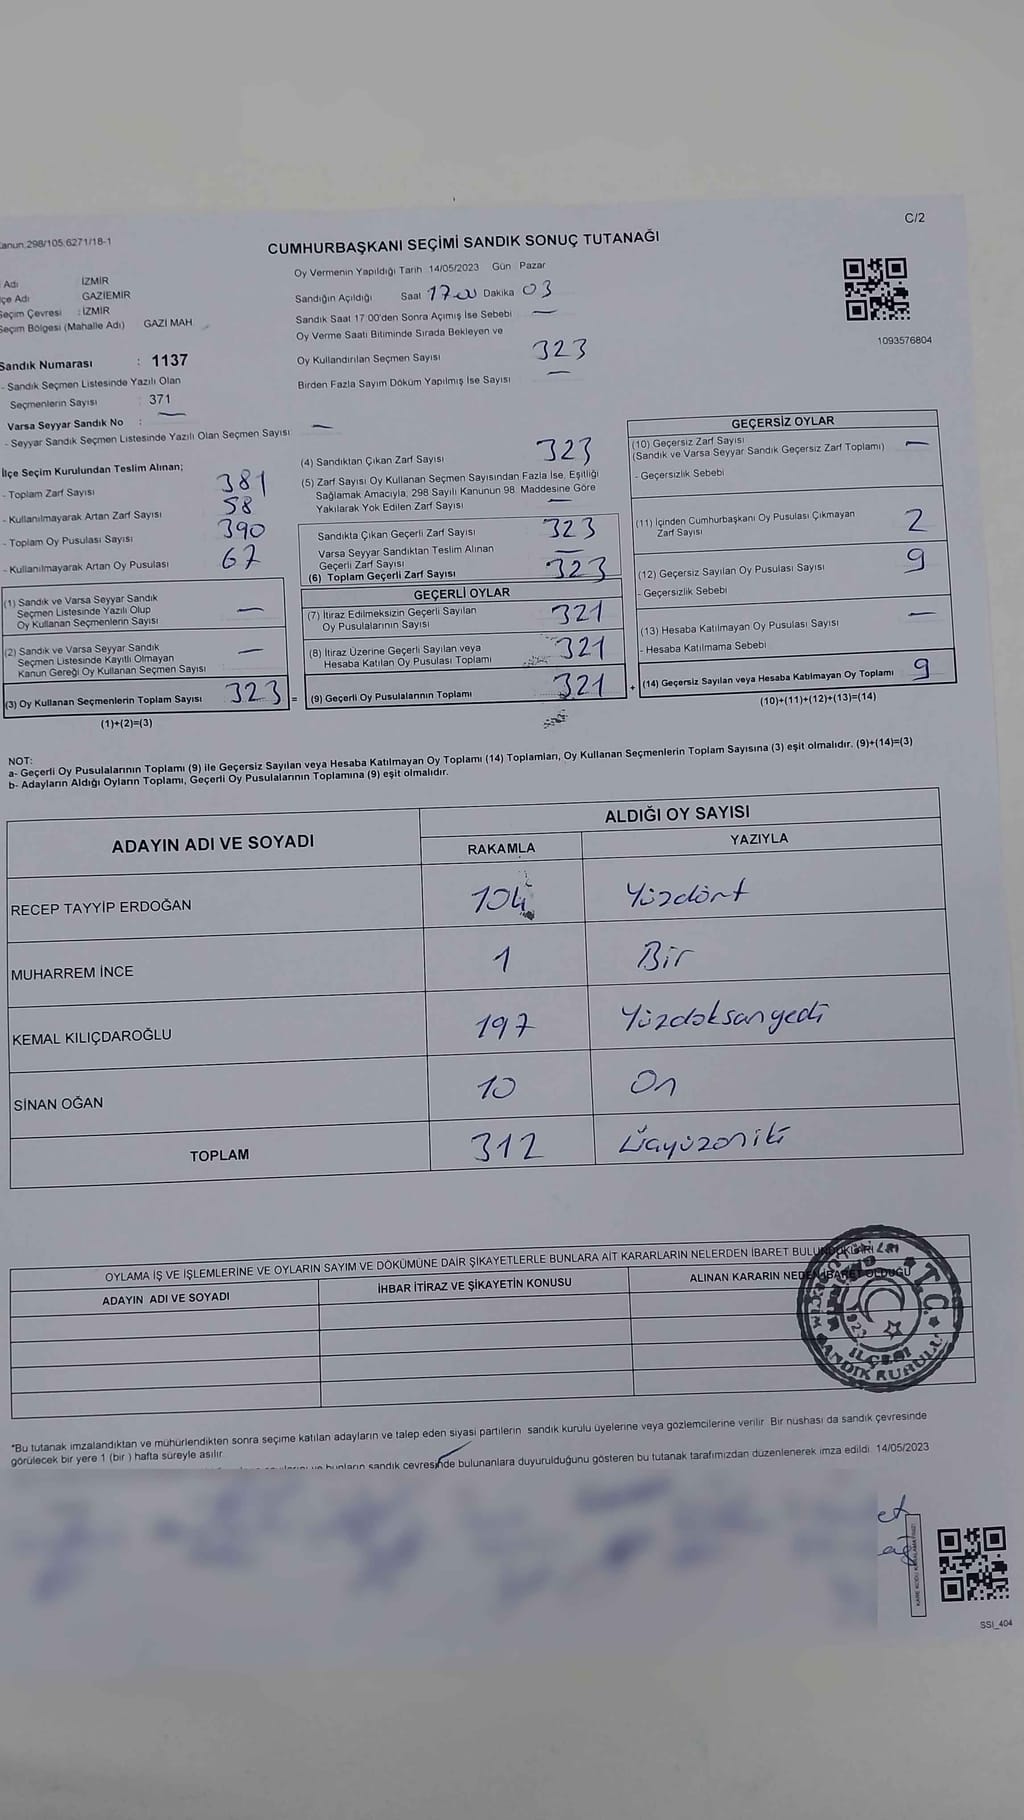 Kanun.298/105;6271/18-1
C/2
CUMHURBAŞKANI SEÇİMİ SANDIK SONUÇ TUTANAĞI
Adı : İZMİR
çe Adı : GAZİEMİR
Seçim Çevresi : İZMİR
Seçim Bölgesi (Mahalle Adı) GAZİ MAH
Oy Vermenin Yapıldığı Tarih 14/05/2023 Gün Pazar
Sandığın Açıldığı Saat 17:00 Dakika 03
Sandık Saat 17:00'den Sonra Açımış İse Sebebi —
Oy Verme Saati Bitiminde Sırada Bekleyen ve
Oy Kullandırılan Seçmen Sayısı 323
Birden Fazla Sayım Döküm Yapılmış İse Sayısı —
1093576804
Sandık Numarası : 1137
- Sandık Seçmen Listesinde Yazılı Olan
Seçmenlerin Sayısı 371
Varsa Seyyar Sandık No : —
- Seyyar Sandık Seçmen Listesinde Yazılı Olan Seçmen Sayısı —
İlçe Seçim Kurulundan Teslim Alınan;
- Toplam Zarf Sayısı 381
- Kullanılmayarak Artan Zarf Sayısı 58
- Toplam Oy Pusulası Sayısı 390
- Kullanılmayarak Artan Oy Pusulası 67
(1) Sandık ve Varsa Seyyar Sandık
Seçmen Listesinde Yazılı Olup
Oy Kullanan Seçmenlerin Sayısı —
(2) Sandık ve Varsa Seyyar Sandık
Seçmen Listesinde Kayıtlı Olmayan
Kanun Gereği Oy Kullanan Seçmen Sayısı —
(3) Oy Kullanan Seçmenlerin Toplam Sayısı 323 =
(1)+(2)=(3)
(4) Sandıktan Çıkan Zarf Sayısı 323
(5) Zarf Sayısı Oy Kullanan Seçmen Sayısından Fazla İse, Eşitliği
Sağlamak Amacıyla, 298 Sayılı Kanunun 98. Maddesine Göre
Yakılarak Yok Edilen Zarf Sayısı —
Sandıkta Çıkan Geçerli Zarf Sayısı 323
Varsa Seyyar Sandıktan Teslim Alınan
Geçerli Zarf Sayısı —
(6) Toplam Geçerli Zarf Sayısı 323
GEÇERLİ OYLAR
(7) İtiraz Edilmeksizin Geçerli Sayılan
Oy Pusulalarının Sayısı 321
(8) İtiraz Üzerine Geçerli Sayılan veya
Hesaba Katılan Oy Pusulası Toplamı 321
(9) Geçerli Oy Pusulalarının Toplamı 321 +
GEÇERSİZ OYLAR
(10) Geçersiz Zarf Sayısı
(Sandık ve Varsa Seyyar Sandık Geçersiz Zarf Toplamı) —
- Geçersizlik Sebebi
(11) İçinden Cumhurbaşkanı Oy Pusulası Çıkmayan
Zarf Sayısı 2
(12) Geçersiz Sayılan Oy Pusulası Sayısı 9
- Geçersizlik Sebebi
(13) Hesaba Katılmayan Oy Pusulası Sayısı —
- Hesaba Katılmama Sebebi
(14) Geçersiz Sayılan veya Hesaba Katılmayan Oy Toplamı 9
(10)+(11)+(12)+(13)=(14)
NOT:
a- Geçerli Oy Pusulalarının Toplamı (9) ile Geçersiz Sayılan veya Hesaba Katılmayan Oy Toplamı (14) Toplamları, Oy Kullanan Seçmenlerin Toplam Sayısına (3) eşit olmalıdır. (9)+(14)=(3)
b- Adayların Aldığı Oyların Toplamı, Geçerli Oy Pusulalarının Toplamına (9) eşit olmalıdır.
ADAYIN ADI VE SOYADI
ALDIĞI OY SAYISI
RAKAMLA YAZIYLA
RECEP TAYYİP ERDOĞAN 104 Yüzdört
MUHARREM İNCE 1 Bir
KEMAL KILIÇDAROĞLU 197 Yüzdoksanyedi
SİNAN OĞAN 10 On
TOPLAM 312 Üçyüzoniki
OYLAMA İŞ VE İŞLEMLERİNE VE OYLARIN SAYIM VE DÖKÜMÜNE DAİR ŞİKAYETLERLE BUNLARA AİT KARARLARIN NELERDEN İBARET BULUNDUKLARI
ADAYIN ADI VE SOYADI İHBAR İTİRAZ VE ŞİKAYETİN KONUSU ALINAN KARARIN NEDEN İBARET OLDUĞU
T.C.
1923
İLÇESİ
SEÇİM SANDIK KURULU
*Bu tutanak imzalandıktan ve mühürlendikten sonra seçime katılan adayların ve talep eden siyasi partilerin sandık kurulu üyelerine veya gözlemcilerine verilir. Bir nüshası da sandık çevresinde
görülecek bir yere 1 (bir ) hafta süreyle asılır.
bunların sandık çevresinde bulunanlara duyurulduğunu gösteren bu tutanak tarafımızdan düzenlenerek imza edildi. 14/05/2023
SSI_404